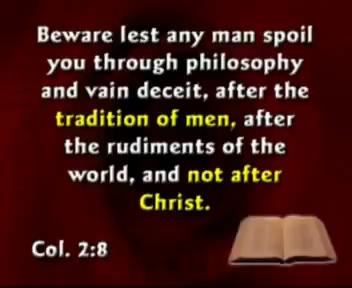 Beware lest any man spoil
you through philosophy
and vain deceit, after the
tradition of men, after
the rudiments of the
world, and not after
Christ.
Col. 2:8